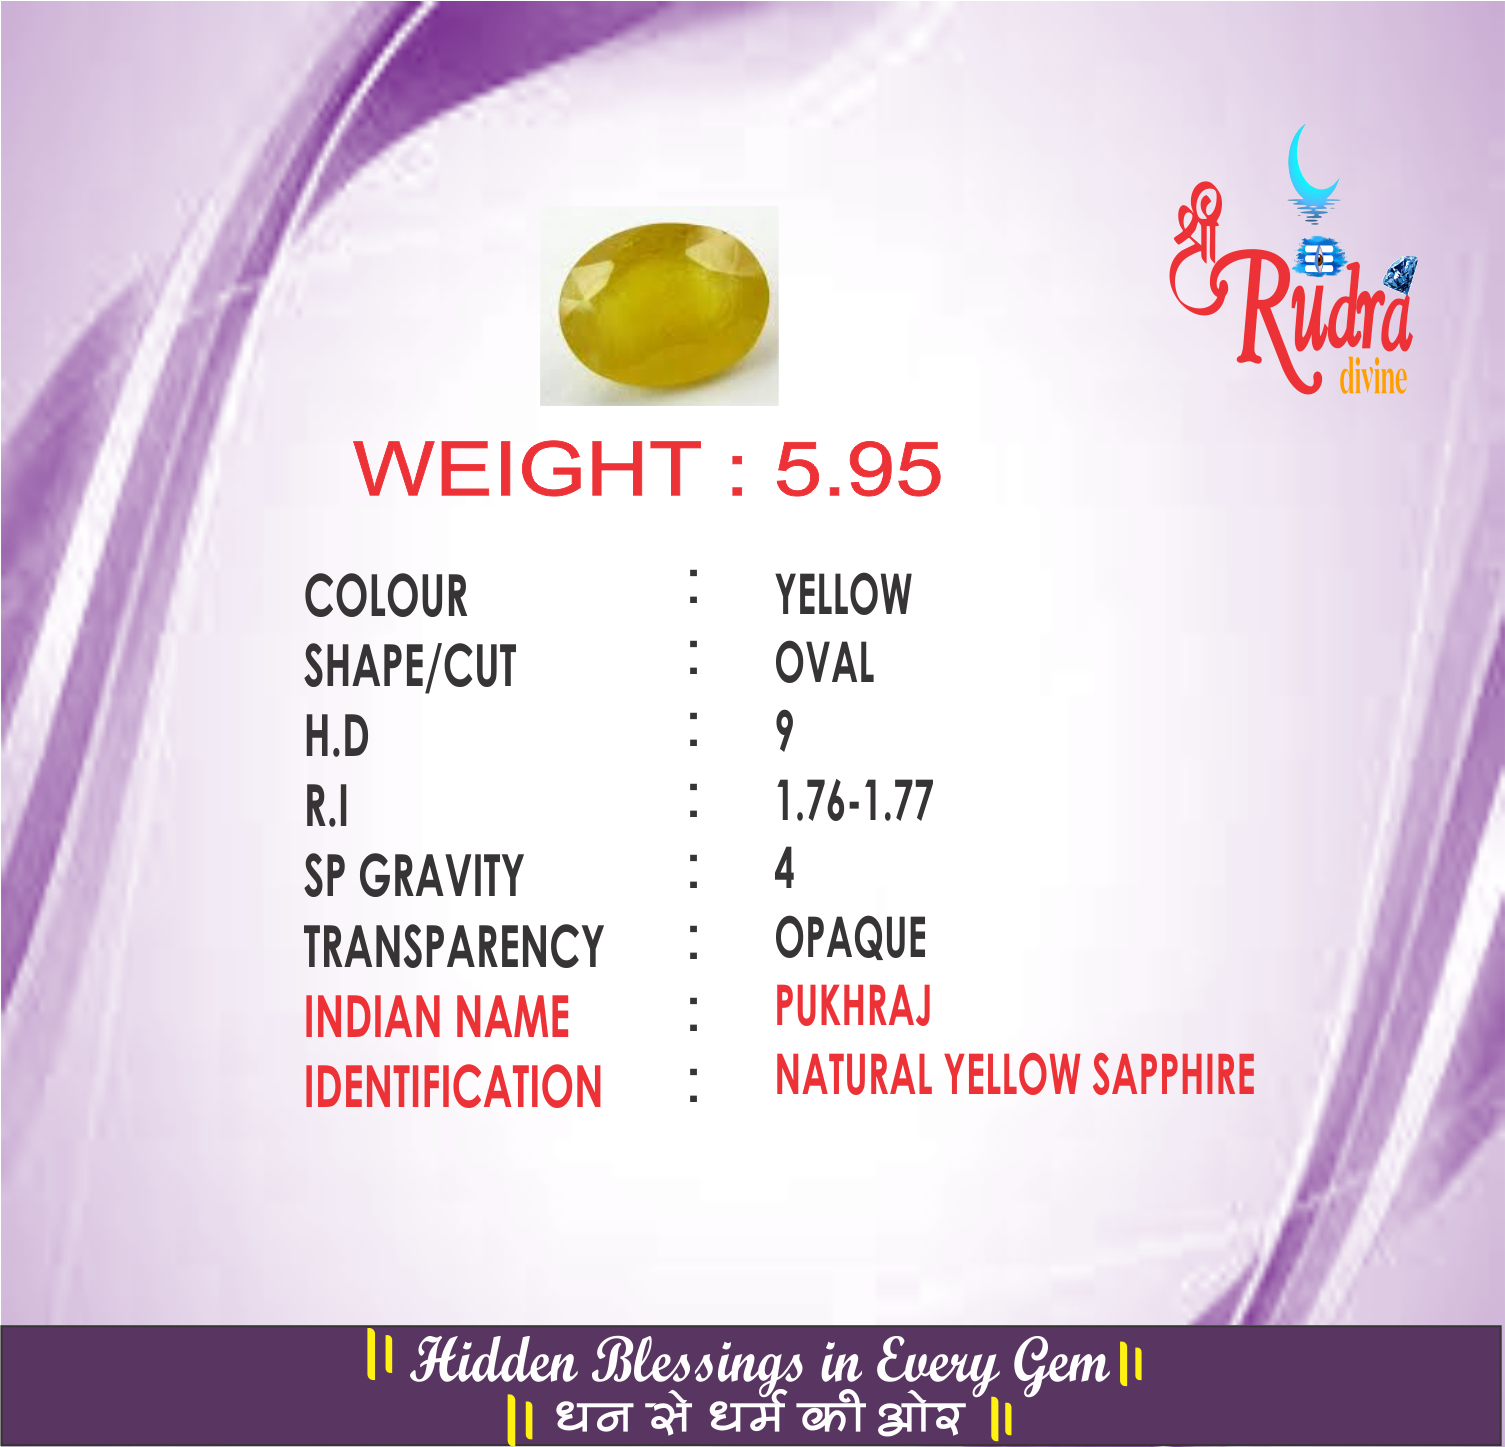 श्री
Rudra
divine
WEIGHT : 5.95
COLOUR : YELLOW
SHAPE/CUT : OVAL
H.D : 9
R.I : 1.76-1.77
SP GRAVITY : 4
TRANSPARENCY : OPAQUE
INDIAN NAME : PUKHRAJ
IDENTIFICATION : NATURAL YELLOW SAPPHIRE
|| Hidden Blessings in Every Gem ||
|| धन से धर्म की ओर ||